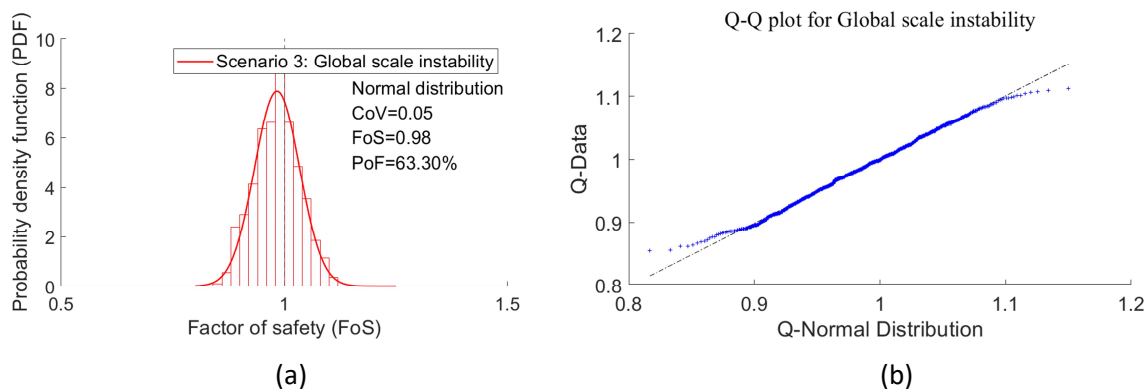 10
8
6
4
2
0
Probability density function (PDF)
Scenario 3: Global scale instability
Normal distribution
CoV=0.05
FoS=0.98
PoF=63.30%
0.5
1
1.5
Factor of safety (FoS)
(a)
Q-Q plot for Global scale instability
1.2
1.1
1
0.9
0.8
Q-Data
0.8
0.9
1
1.1
1.2
Q-Normal Distribution
(b)